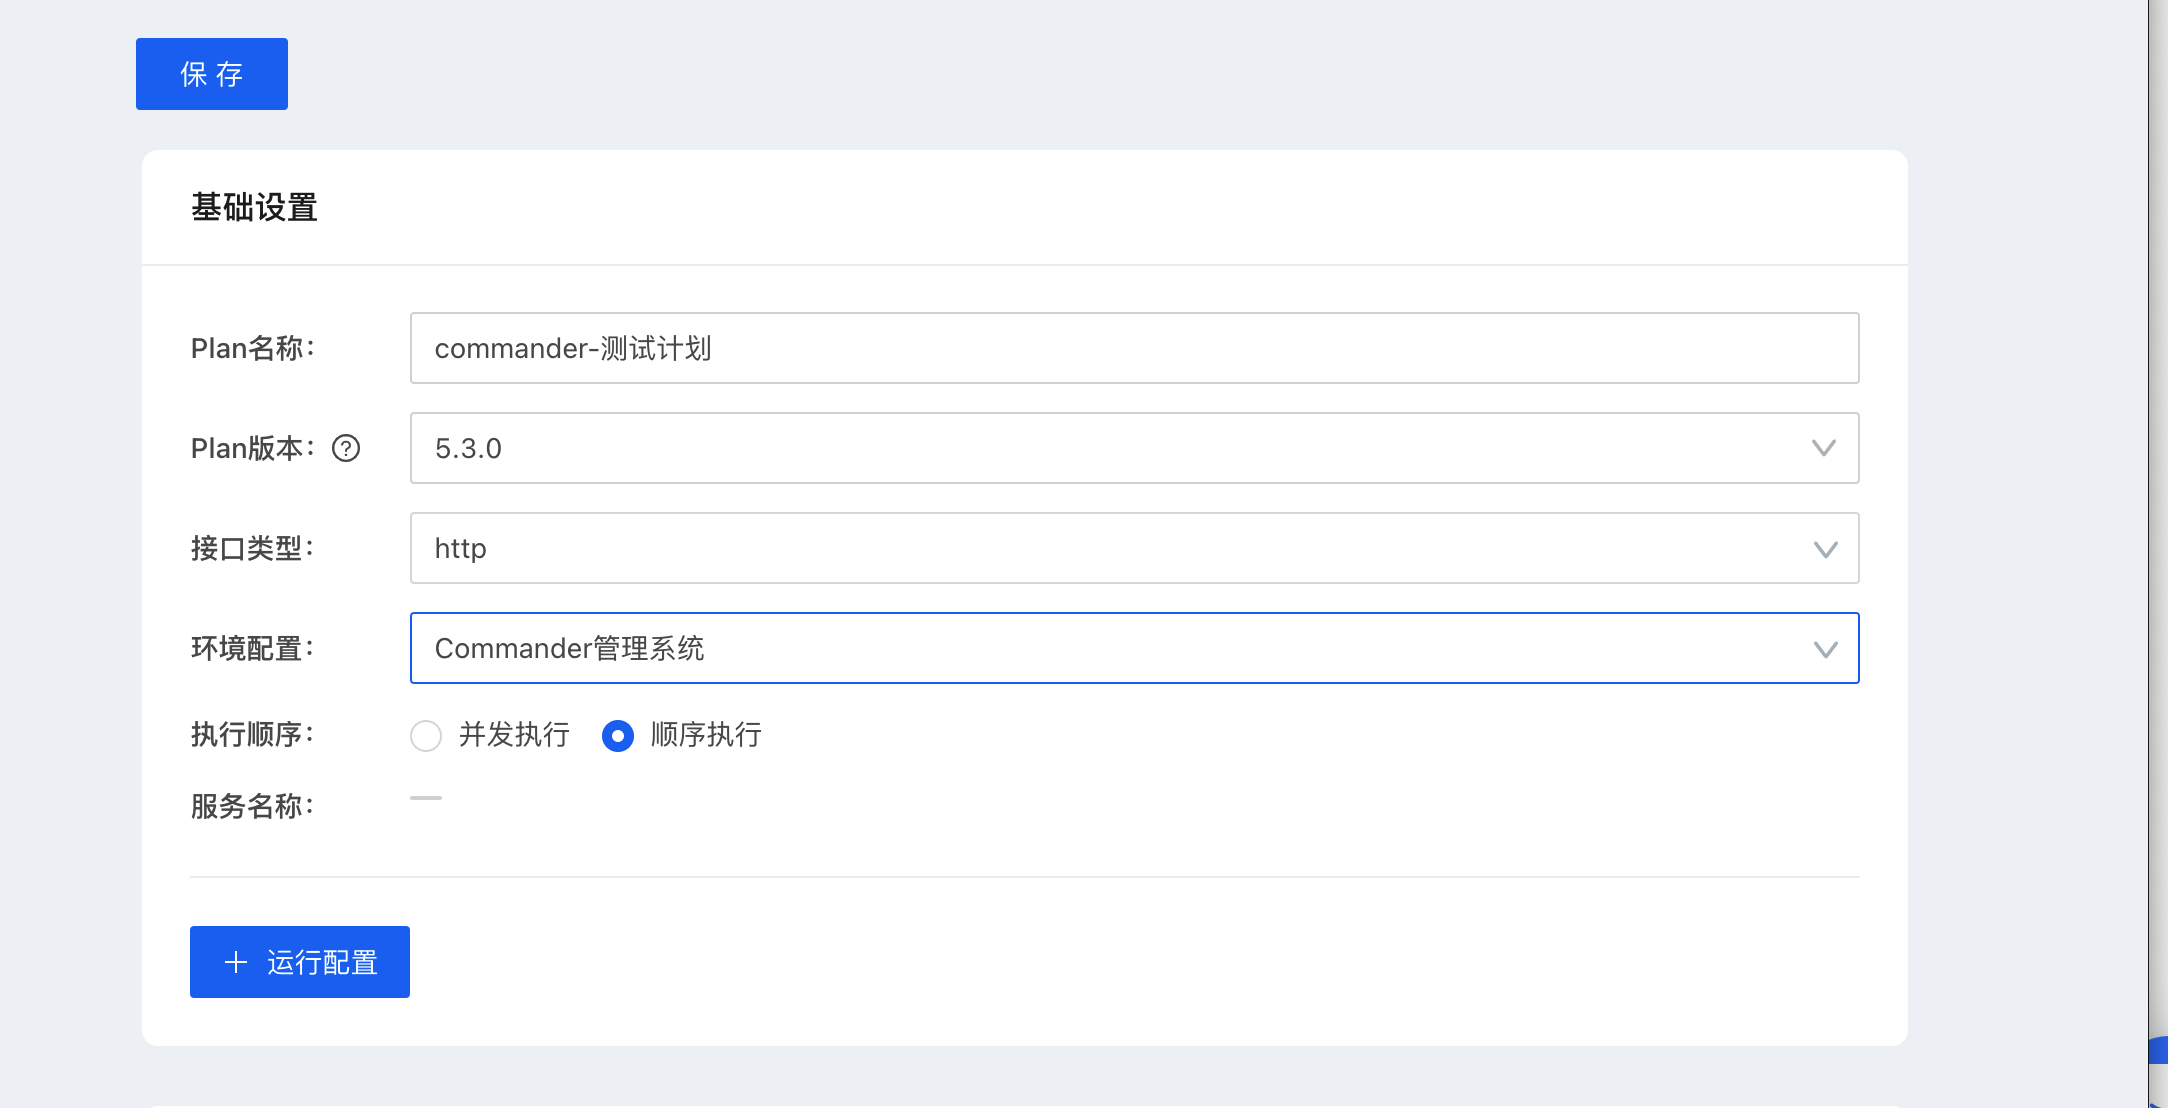 保 存
基础设置
Plan名称： commander-测试计划
Plan版本： ? 5.3.0
接口类型： http
环境配置： Commander管理系统
执行顺序： 并发执行 顺序执行
服务名称： —
+ 运行配置